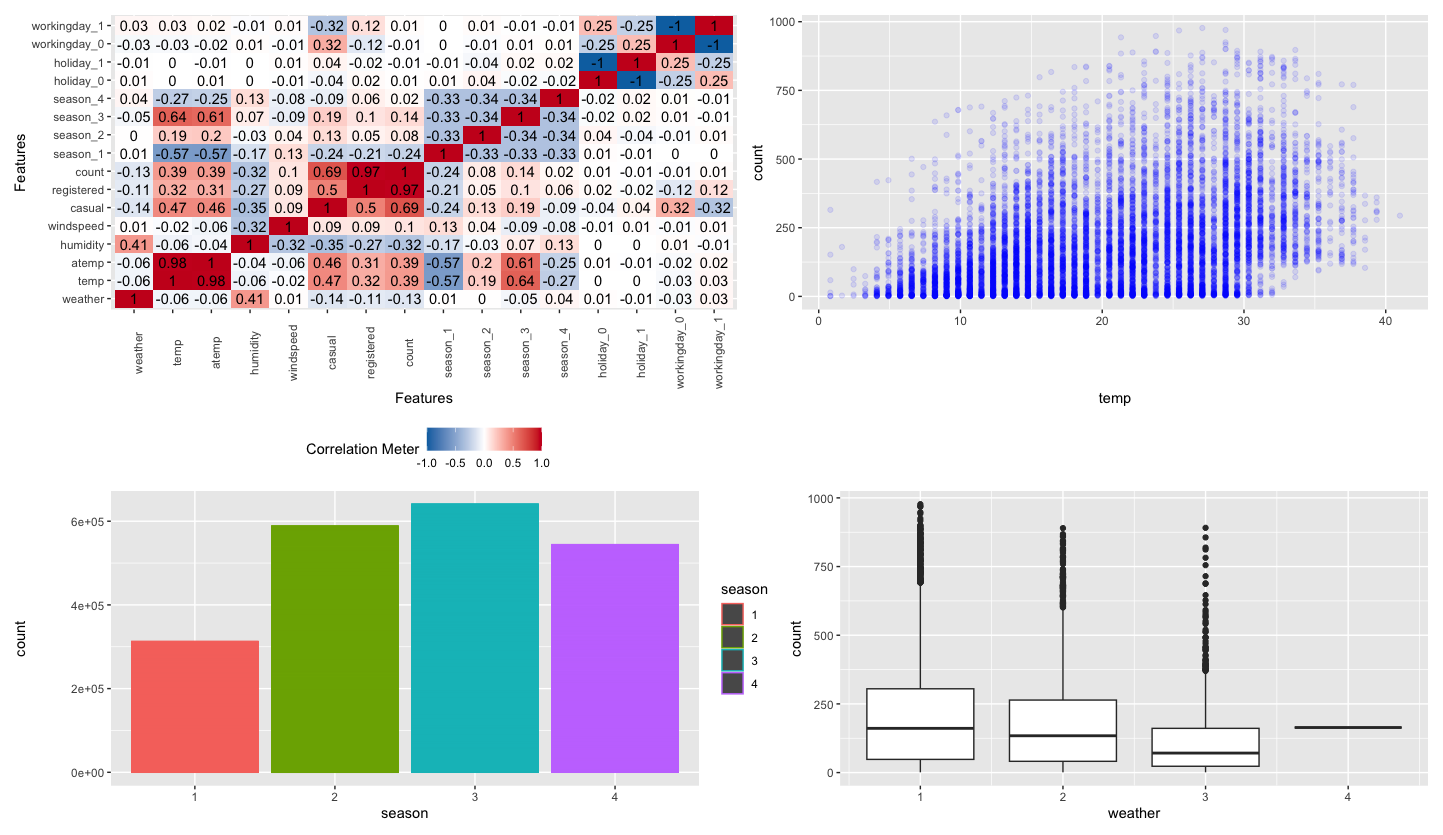 workingday_1 0.03 0.03 0.02 -0.01 0.01 -0.32 0.12 0.01 0 0.01 -0.01 -0.01 0.25 -0.25 -1 1
workingday_0 -0.03 -0.03 -0.02 0.01 -0.01 0.32 -0.12 -0.01 0 -0.01 0.01 0.01 -0.25 0.25 1 -1
holiday_1 -0.01 0 -0.01 0 0.01 0.04 -0.02 -0.01 -0.01 -0.04 0.02 0.02 -1 1 0.25 -0.25
holiday_0 0.01 0 0.01 0 -0.01 -0.04 0.02 0.01 0.01 0.04 -0.02 -0.02 1 -1 -0.25 0.25
season_4 0.04 -0.27 -0.25 0.13 -0.08 -0.09 0.06 0.02 -0.33 -0.34 -0.34 1 -0.02 0.02 0.01 -0.01
season_3 -0.05 0.64 0.61 0.07 -0.09 0.19 0.1 0.14 -0.33 -0.34 1 -0.34 -0.02 0.02 0.01 -0.01
season_2 0 0.19 0.2 -0.03 0.04 0.13 0.05 0.08 -0.33 1 -0.34 -0.34 0.04 -0.04 -0.01 0.01
season_1 0.01 -0.57 -0.57 -0.17 0.13 -0.24 -0.21 -0.24 1 -0.33 -0.33 -0.33 0.01 -0.01 0 0
count -0.13 0.39 0.39 -0.32 0.1 0.69 0.97 1 -0.24 0.08 0.14 0.02 0.01 -0.01 -0.01 0.01
registered -0.11 0.32 0.31 -0.27 0.09 0.5 1 0.97 -0.21 0.05 0.1 0.06 0.02 -0.02 -0.12 0.12
casual -0.14 0.47 0.46 -0.35 0.09 1 0.5 0.69 -0.24 0.13 0.19 -0.09 -0.04 0.04 0.32 -0.32
windspeed 0.01 -0.02 -0.06 -0.32 1 0.09 0.09 0.1 0.13 0.04 -0.09 -0.08 -0.01 0.01 -0.01 0.01
humidity 0.41 -0.06 -0.04 1 -0.32 -0.35 -0.27 -0.32 -0.17 -0.03 0.07 0.13 0 0 0.01 -0.01
atemp -0.06 0.98 1 -0.04 -0.06 0.46 0.31 0.39 -0.57 0.2 0.61 -0.25 0.01 -0.01 -0.02 0.02
temp -0.06 1 0.98 -0.06 -0.02 0.47 0.32 0.39 -0.57 0.19 0.64 -0.27 0 0 -0.03 0.03
weather 1 -0.06 -0.06 0.41 0.01 -0.14 -0.11 -0.13 0.01 0 -0.05 0.04 0.01 -0.01 -0.03 0.03
Features
weather temp atemp humidity windspeed casual registered count season_1 season_2 season_3 season_4 holiday_0 holiday_1 workingday_0 workingday_1
Features
Correlation Meter
-1.0 -0.5 0.0 0.5 1.0
1000
750
500
250
0
count
0 10 20 30 40
temp
6e+05
4e+05
2e+05
0e+00
count
1 2 3 4
season
season
1
2
3
4
1000
750
500
250
0
count
1 2 3 4
weather